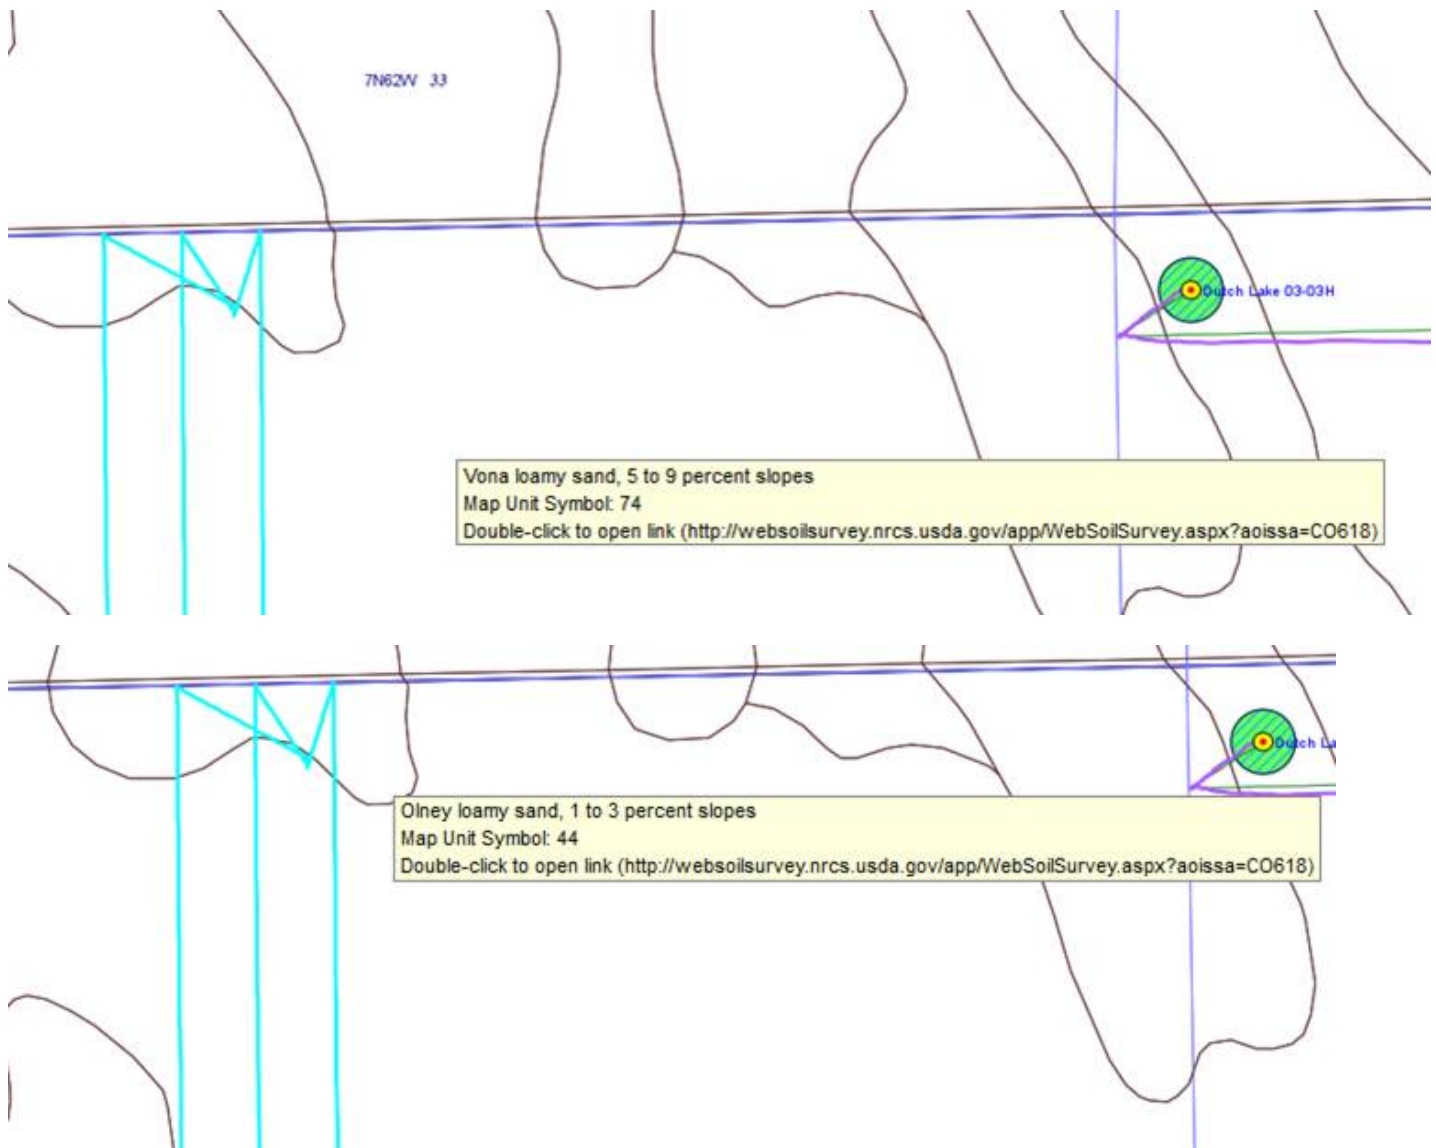 7N62W 33
Dutch Lake 03-03H
Vona loamy sand, 5 to 9 percent slopes
Map Unit Symbol: 74
Double-click to open link (http://websoilsurvey.nrcs.usda.gov/app/WebSoilSurvey.aspx?aoissa=CO618)
Dutch La
Olney loamy sand, 1 to 3 percent slopes
Map Unit Symbol: 44
Double-click to open link (http://websoilsurvey.nrcs.usda.gov/app/WebSoilSurvey.aspx?aoissa=CO618)